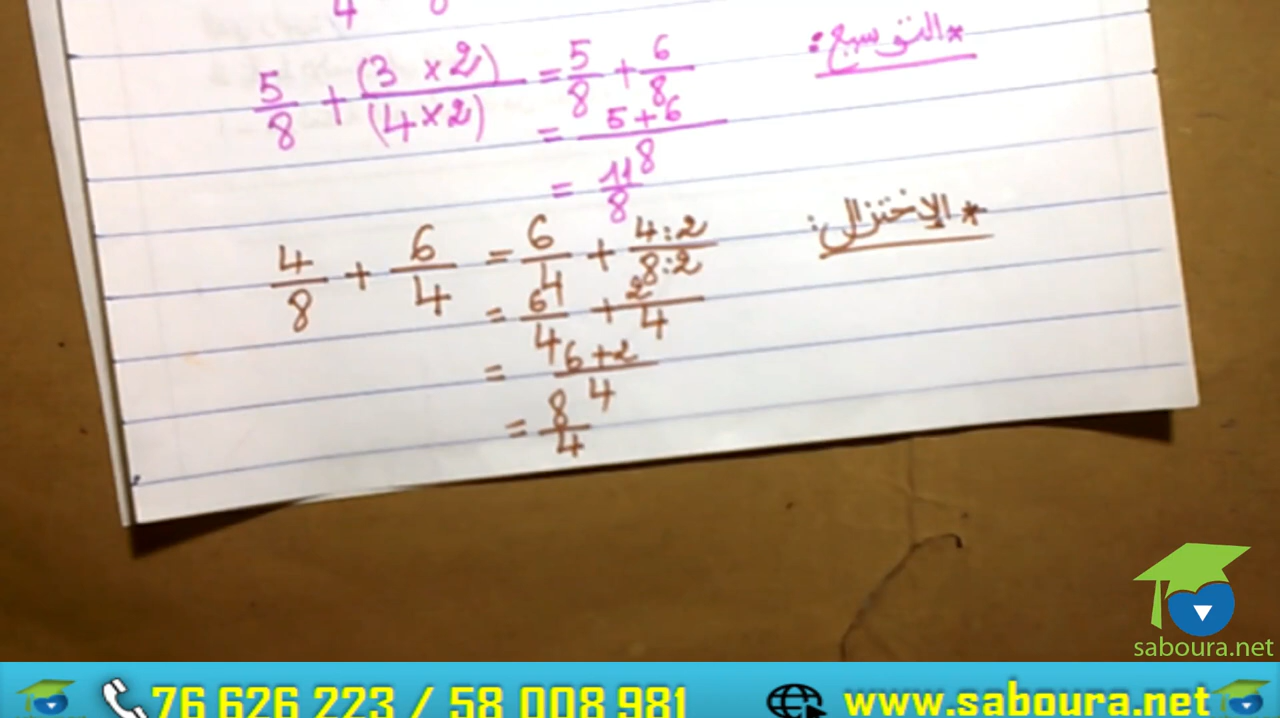 4 8
*التوسيع:
5/8 + (3 × 2)/(4 × 2) = 5/8 + 6/8
= 5+6/8
= 11/8
*الإختزال:
4/8 + 6/4 = 6/4 + 4:2/8:2
= 6/4 + 2/4
= 6+2/4
= 8/4
saboura.net
76 626 223 / 58 008 981 www.saboura.net